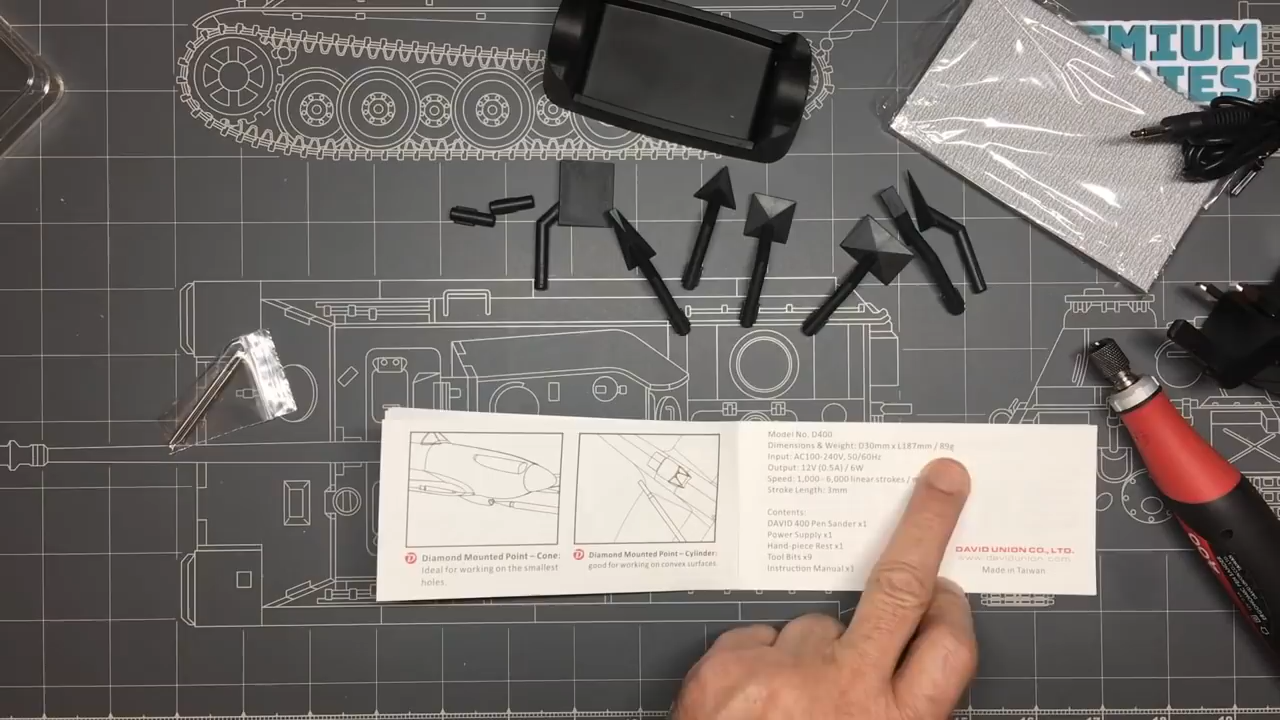 Model No. D400
Dimensions & Weight: D30mm x L187mm / 89g
Input: AC100-240V, 50/60Hz
Output: 12V (0.5A) / 6W
Speed: 1,000 - 6,000 linear strokes /
Stroke Length: 3mm
Contents:
DAVID 400 Pen Sander x1
Power Supply x1
Hand-piece Rest x1
Tool Bits x9
Instruction Manual x1
DAVID UNION CO., LTD.
www.davidunion.com
Made in Taiwan
Diamond Mounted Point – Cone:
Ideal for working on the smallest
holes.
Diamond Mounted Point – Cylinder:
good for working on convex surfaces.